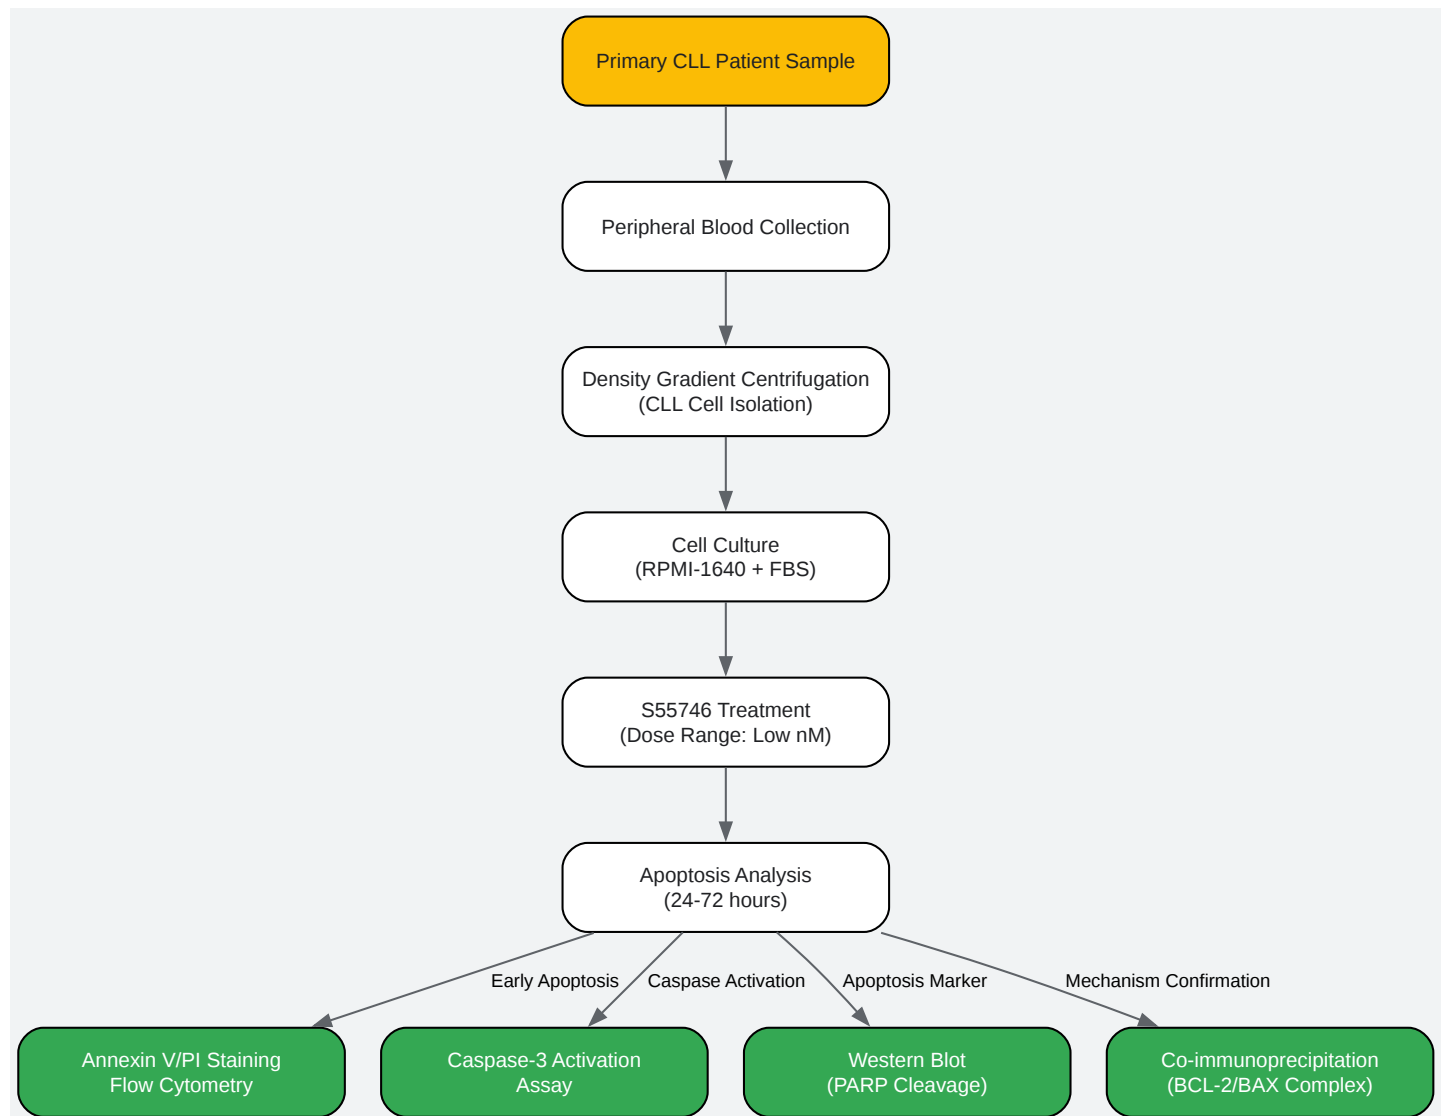 Primary CLL Patient Sample
Peripheral Blood Collection
Density Gradient Centrifugation
(CLL Cell Isolation)
Cell Culture
(RPMI-1640 + FBS)
S55746 Treatment
(Dose Range: Low nM)
Apoptosis Analysis
(24-72 hours)
Early Apoptosis
Caspase Activation
Apoptosis Marker
Mechanism Confirmation
Annexin V/PI Staining
Flow Cytometry
Caspase-3 Activation
Assay
Western Blot
(PARP Cleavage)
Co-immunoprecipitation
(BCL-2/BAX Complex)